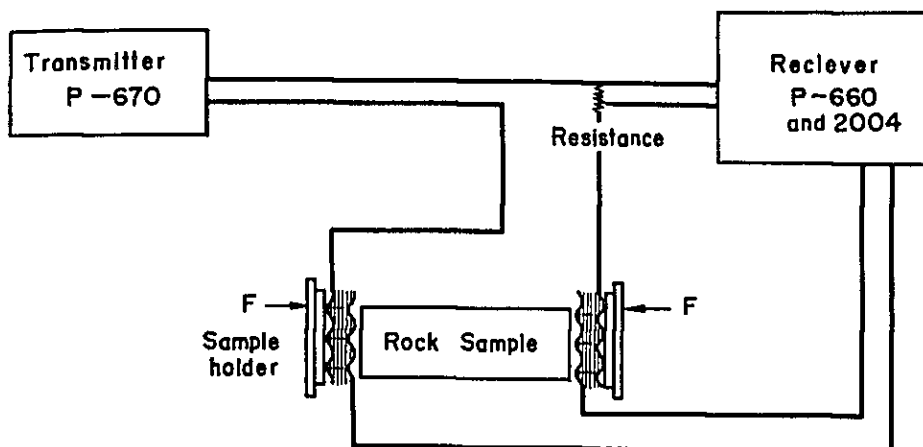 Transmitter
P-670
Reciever
P-660
and 2004
Resistance
F
F
Sample
holder
Rock Sample